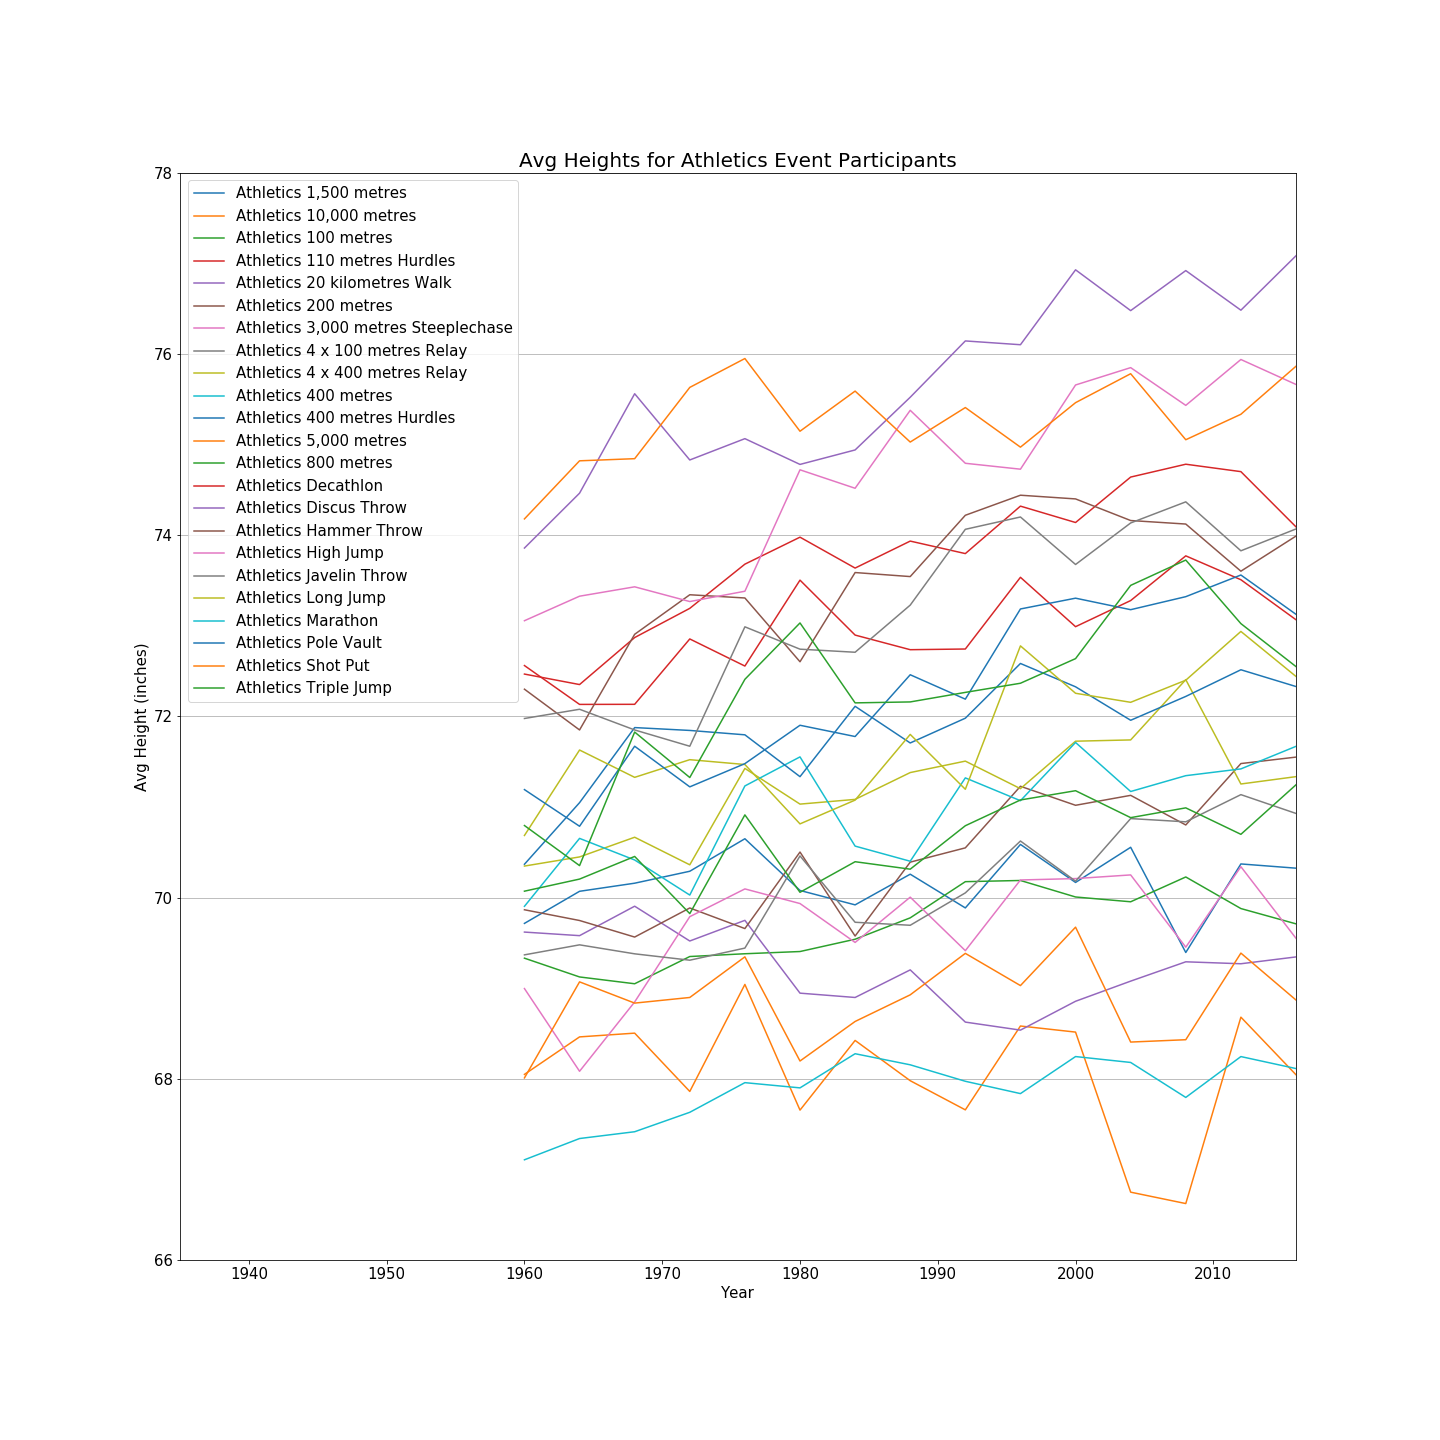 Avg Heights for Athletics Event Participants
78
76
74
72
70
68
66
Avg Height (inches)
Athletics 1,500 metres
Athletics 10,000 metres
Athletics 100 metres
Athletics 110 metres Hurdles
Athletics 20 kilometres Walk
Athletics 200 metres
Athletics 3,000 metres Steeplechase
Athletics 4 x 100 metres Relay
Athletics 4 x 400 metres Relay
Athletics 400 metres
Athletics 400 metres Hurdles
Athletics 5,000 metres
Athletics 800 metres
Athletics Decathlon
Athletics Discus Throw
Athletics Hammer Throw
Athletics High Jump
Athletics Javelin Throw
Athletics Long Jump
Athletics Marathon
Athletics Pole Vault
Athletics Shot Put
Athletics Triple Jump
1940 1950 1960 1970 1980 1990 2000 2010
Year